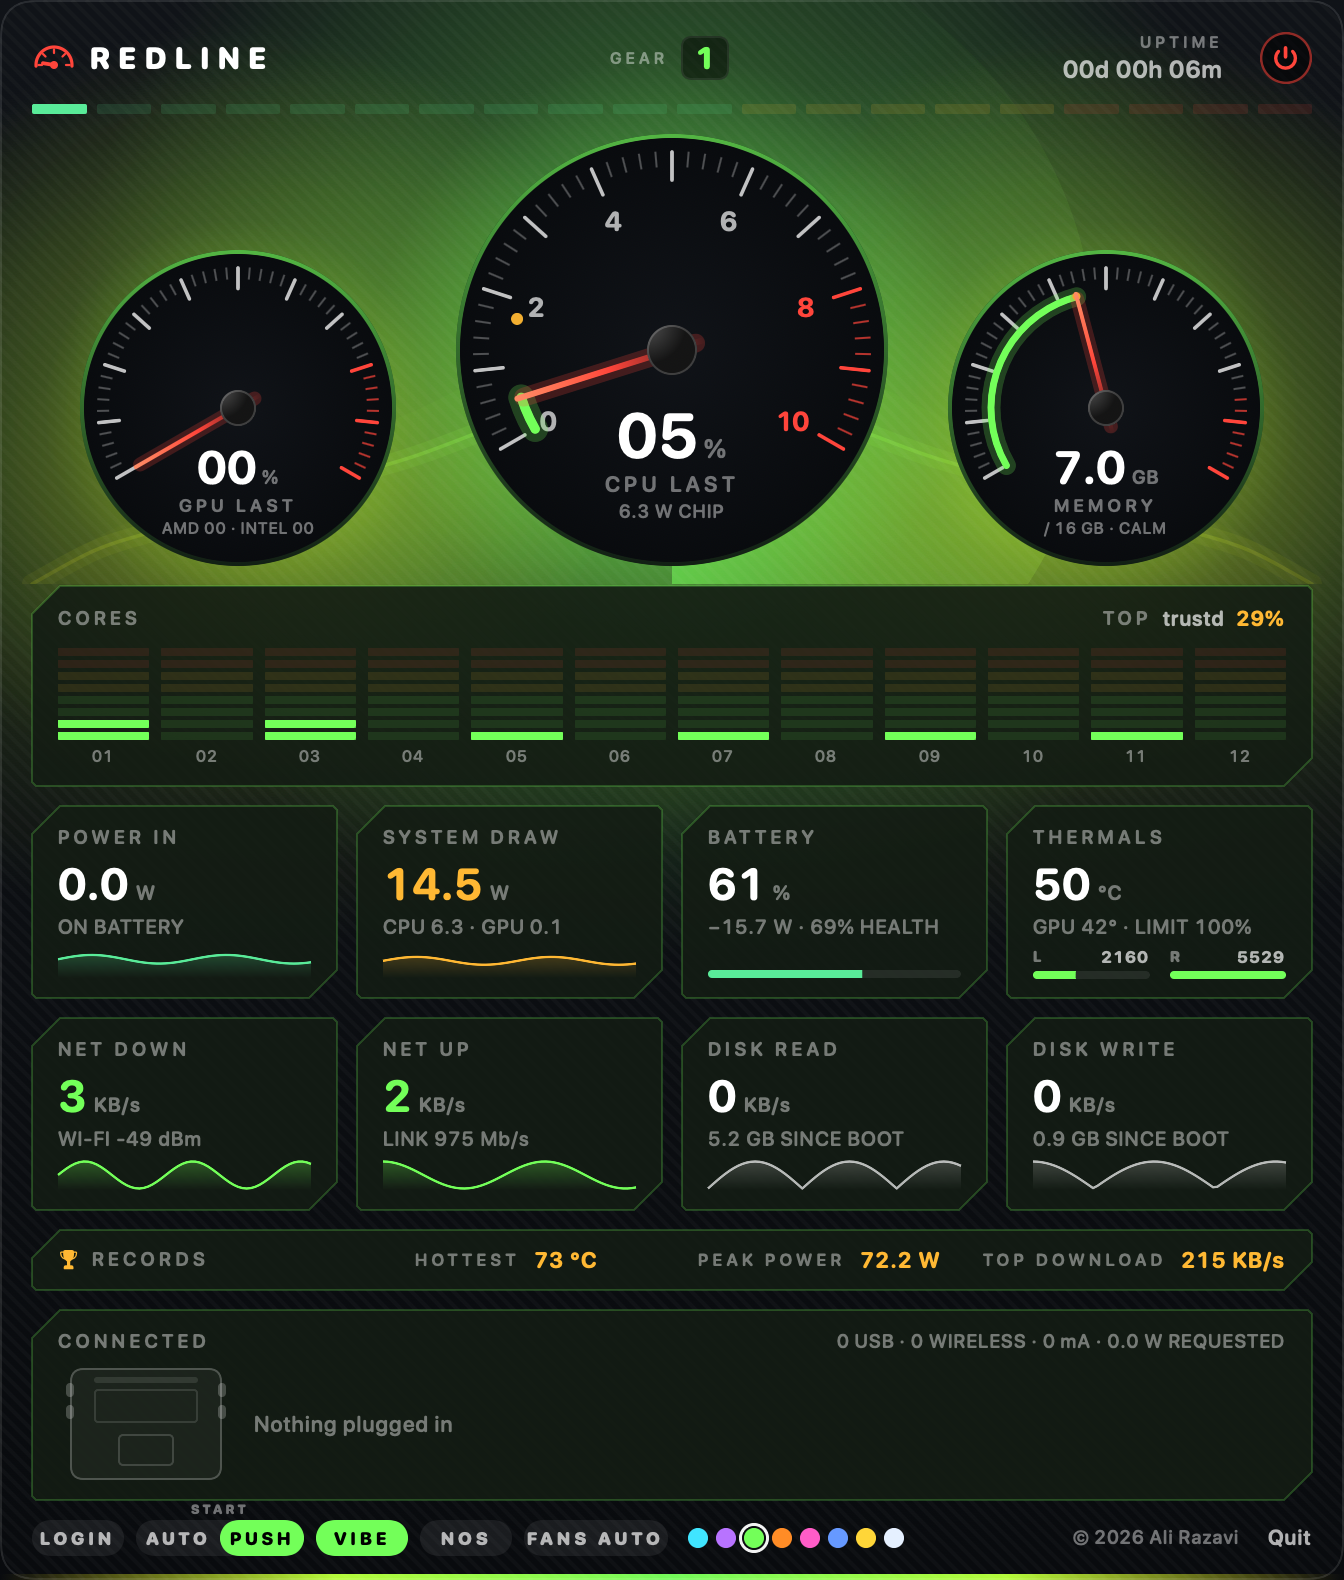 REDLINE
GEAR 1
UPTIME
00d 00h 06m
4 6
2 8
0 10
05 %
CPU LAST
6.3 W CHIP
00 %
GPU LAST
AMD 00 · INTEL 00
7.0 GB
MEMORY
/ 16 GB · CALM
CORES
TOP trustd 29%
01 02 03 04 05 06 07 08 09 10 11 12
POWER IN
0.0 W
ON BATTERY
SYSTEM DRAW
14.5 W
CPU 6.3 · GPU 0.1
BATTERY
61 %
−15.7 W · 69% HEALTH
THERMALS
50 °C
GPU 42° · LIMIT 100%
L 2160 R 5529
NET DOWN
3 KB/s
WI-FI -49 dBm
NET UP
2 KB/s
LINK 975 Mb/s
DISK READ
0 KB/s
5.2 GB SINCE BOOT
DISK WRITE
0 KB/s
0.9 GB SINCE BOOT
RECORDS
HOTTEST 73 °C
PEAK POWER 72.2 W
TOP DOWNLOAD 215 KB/s
CONNECTED
0 USB · 0 WIRELESS · 0 mA · 0.0 W REQUESTED
Nothing plugged in
START
LOGIN AUTO PUSH VIBE NOS FANS AUTO
© 2026 Ali Razavi Quit